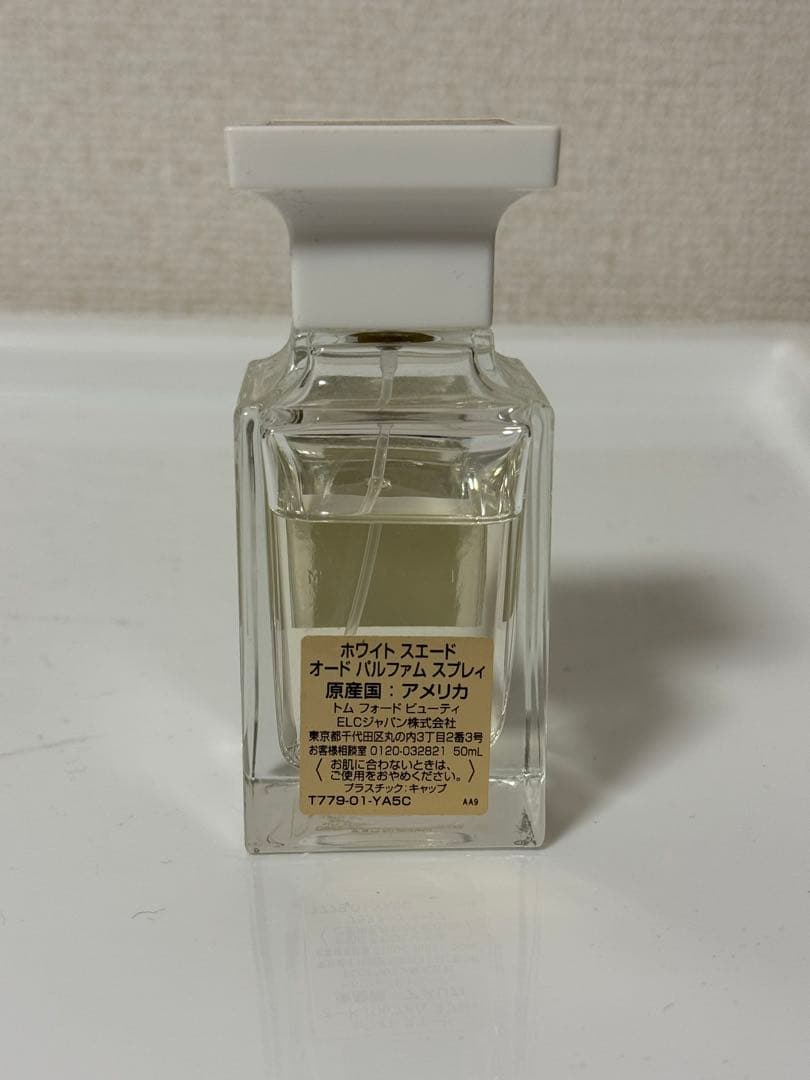 ホワイト スエード
オード パルファム スプレィ
原産国：アメリカ
トム フォード ビューティ
ELCジャパン株式会社
東京都千代田区丸の内3丁目2番3号
お客様相談室 0120-032821 50mL
〈 お肌に合わないときは、
ご使用をおやめください。 〉
プラスチック：キャップ
T779-01-YA5C AA9